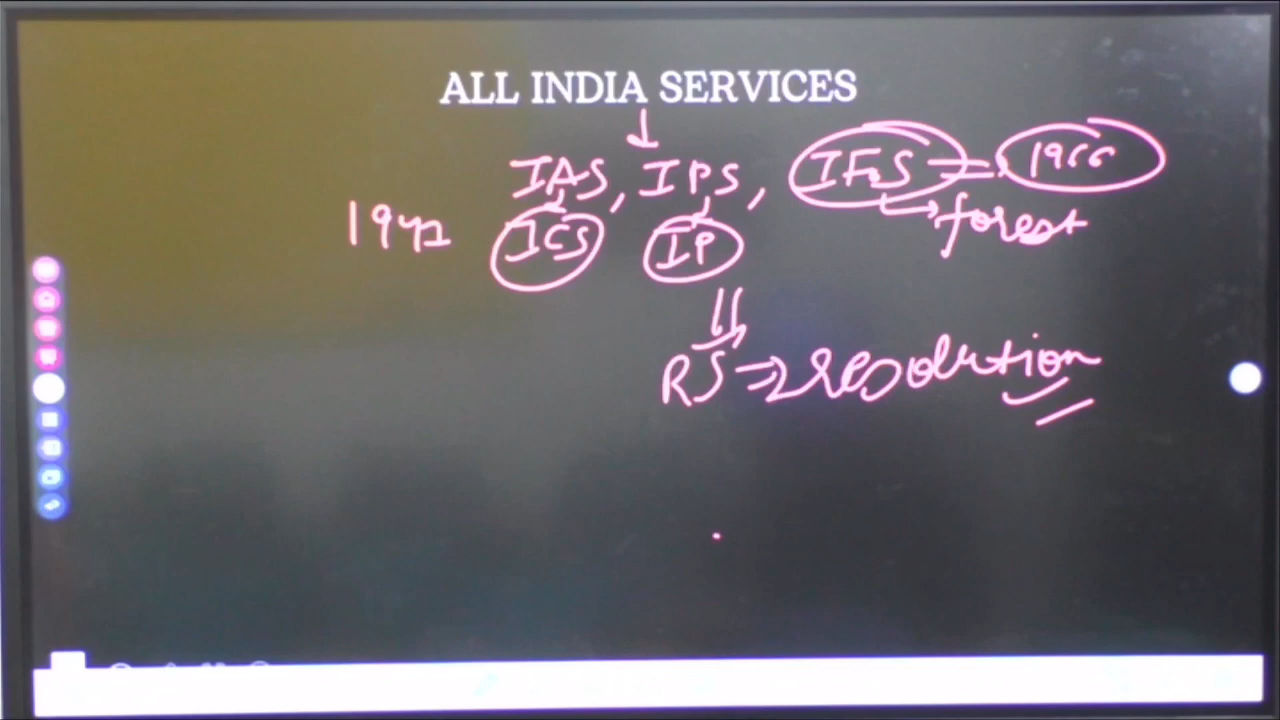 ALL INDIA SERVICES
↓
IAS, IPS, IFoS ⇒ 1966
↳ forest
1947 ICS IP
RS ⇒ resolution